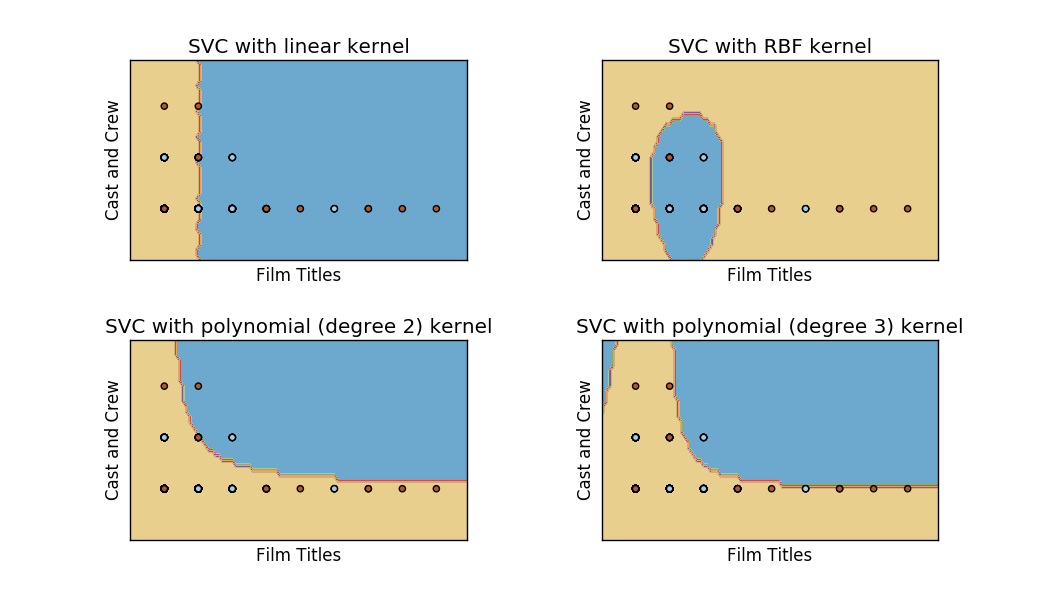 SVC with linear kernel
Cast and Crew
Film Titles
SVC with RBF kernel
Cast and Crew
Film Titles
SVC with polynomial (degree 2) kernel
Cast and Crew
Film Titles
SVC with polynomial (degree 3) kernel
Cast and Crew
Film Titles